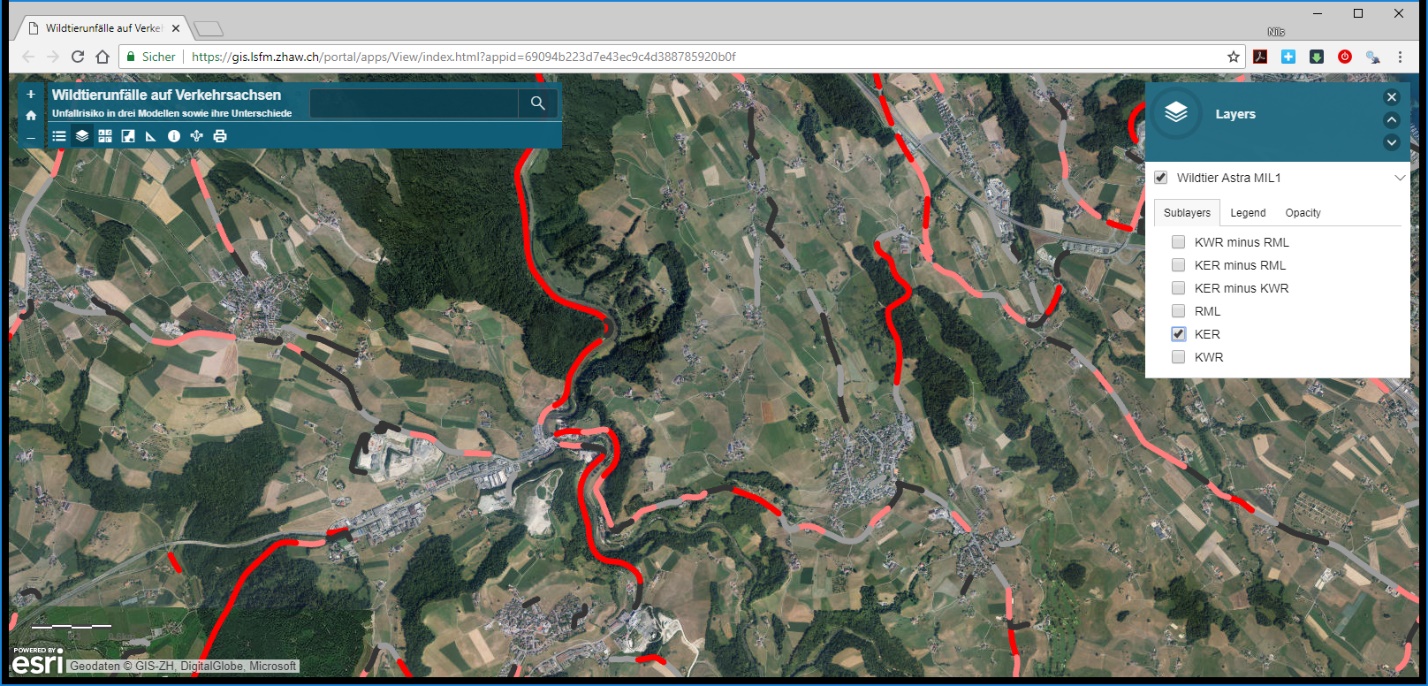 Wildtierunfälle auf Verke
Nils
Sicher
https://gis.lsfm.zhaw.ch/portal/apps/View/index.html?appid=69094b223d7e43ec9c4d388785920b0f
Wildtierunfälle auf Verkehrsachsen
Unfallrisiko in drei Modellen sowie ihre Unterschiede
Layers
Wildtier Astra MIL1
Sublayers Legend Opacity
KWR minus RML
KER minus RML
KER minus KWR
RML
KER
KWR
POWERED BY
esri
Geodaten © GIS-ZH, DigitalGlobe, Microsoft